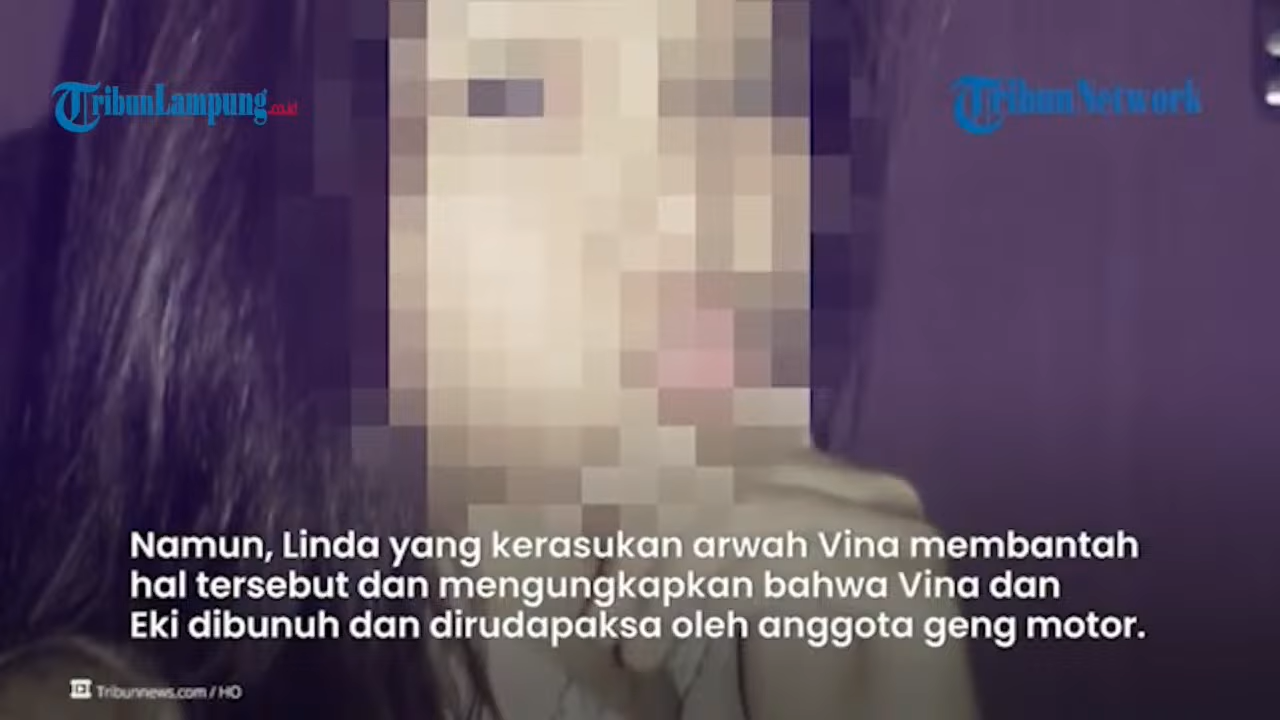 TribunLampung.co.id
TribunNetwork
Namun, Linda yang kerasukan arwah Vina membantah
hal tersebut dan mengungkapkan bahwa Vina dan
Eki dibunuh dan dirudapaksa oleh anggota geng motor.
Tribunnews.com / HO